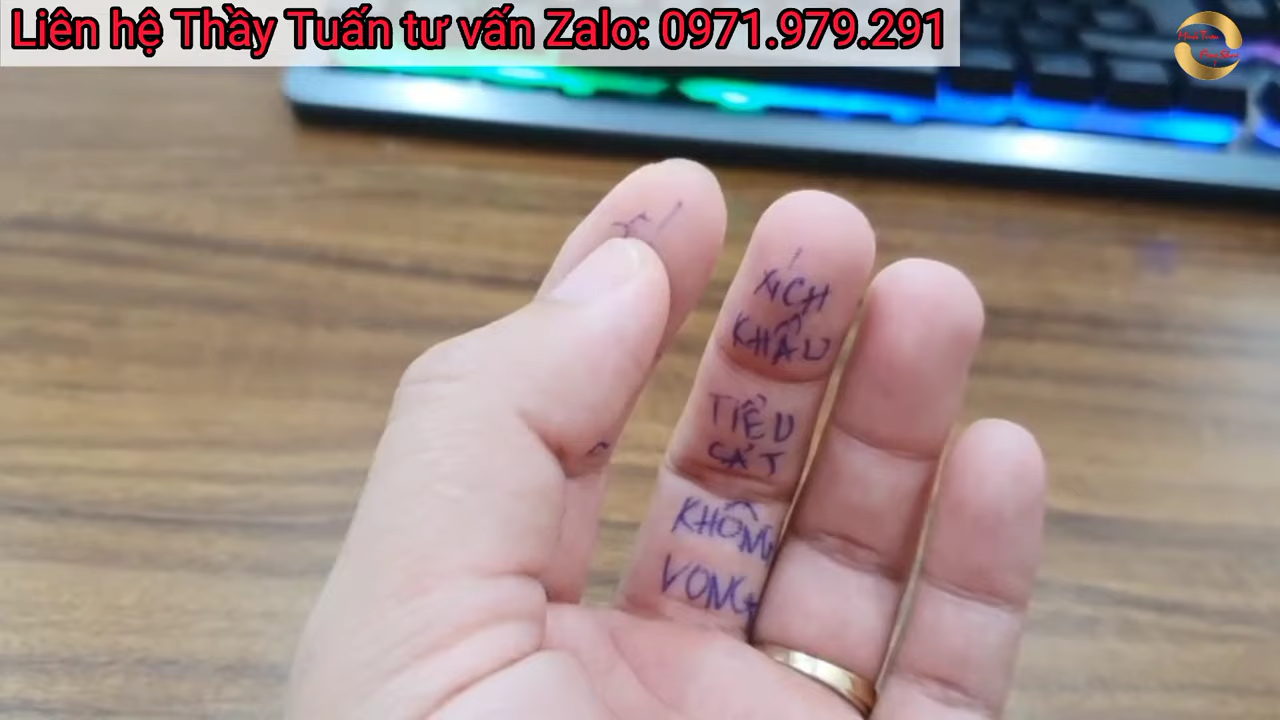 Liên hệ Thầy Tuấn tư vấn Zalo: 0971.979.291
XÍCH
KHẨU
TIỂU
CÁT
KHÔNG
VONG